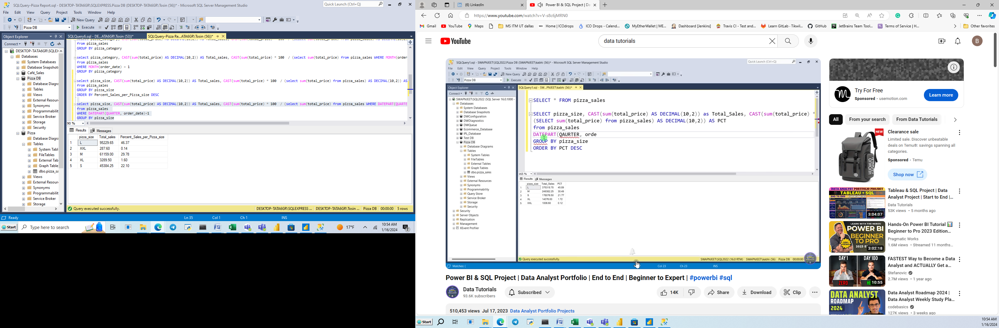 SQLQuery-Pizza Report.sql - DESKTOP-TATA6GR\SQLEXPRESS.Pizza DB (DESKTOP-TATA6GR\Tosin (56))* - Microsoft SQL Server Management Studio
Quick Launch (Ctrl+Q)
File Edit View Query Project Tools Window Help
New Query
Pizza DB
Execute
Object Explorer
Connect
DESKTOP-TATA6GR\SQLEX
Databases
System Databases
Database Snapshots
Café_Sales
Pizza DB
Database Diagra
Tables
Views
External Resourc
Synonyms
Programmabilit
Service Broker
Storage
Security
Pizza
Database Diagra
Tables
System Tabl
FileTables
External Tab
Graph Table
dbo.pizza_sa
Views
External Resourc
Synonyms
Programmabilit
Service Broker
Storage
SQLQuery6.sql - DE...ATA6GR\Tosin (53))*
SQLQuery-Pizza Re...ATA6GR\Tosin (56))*
from pizza_sales
GROUP BY pizza_category
select pizza_category, CAST(sum(total_price) AS DECIMAL(10,2)) AS Total_sales, CAST(sum(total_price) * 100 / (select sum(total_price) from pizza_sales WHERE MONTH(order
from pizza_sales
WHERE MONTH(order_date) = 1
GROUP BY pizza_category
select pizza_size, CAST(sum(total_price) AS DECIMAL(10,2)) AS Total_sales, CAST(sum(total_price) * 100 / (select sum(total_price) from pizza_sales) AS DECIMAL(10,2)) AS
from pizza_sales
GROUP BY pizza_size
ORDER BY Percent_Sales_per_Pizza_size DESC
select pizza_size, CAST(sum(total_price) AS DECIMAL(10,2)) AS Total_sales, CAST(sum(total_price) * 100 / (select sum(total_price) from pizza_sales WHERE DATEPART(QUARTE
from pizza_sales
WHERE DATEPART(QUARTER, order_date)=1
GROUP BY pizza_size
90 %
Results Messages
pizza_size Total_sales Percent_Sales_per_Pizza_size
1 L 95229.65 46.37
2 XXL 287.60 0.14
3 M 61159.00 29.78
4 XL 3289.50 1.60
5 S 45384.25 22.10
Query executed successfully.
DESKTOP-TATA6GR\SQLEXPRESS ... DESKTOP-TATA6GR\Tosin ... Pizza DB 00:00:00 5 rows
Ready Ln 35 Col 1 Ch 1 INS
Start Type here to search
17°F
10:54 AM
1/16/2024
2
(6) LinkedIn
Power BI & SQL Project | Da
https://www.youtube.com/watch?v=V-s8c6jMRN0
Gmail YouTube Maps MS ITM UT dallas Home | ICOdrops ICO Drops - Calend... MyEtherWallet | ME... Dashboard [Jenkins] Travis CI - Test and... Learn GitLab · Tikwil... GitHub JetBrains Team Tool... Terms of Service | H... Other favorites
YouTube
data tutorials
B
SQLQuery1.sql - SWAPNJEET\SQL2022.Pizza DB (SWAPNJEET\kabhi (56))* - Microsoft SQL Server Management Studio
Quick Launch (Ctrl+Q)
File Edit View Query Project Tools Window Help
New Query
Pizza DB
Execute
Object Explorer
Connect
SWAPNJEET\SQL2022 (SQL Server 16.0.1000 -
Databases
System Databases
Database Snapshots
DWConfiguration
DWDiagnostics
DWQueue
Ecommerce_Database
IPL_Database
Test DB
Pizza DB
Database Diagrams
Tables
System Tables
FileTables
External Tables
Graph Tables
dbo.pizza_sales
Views
External Resources
Synonyms
Programmability
Query Store
Service Broker
Storage
Security
Security
Server Objects
Replication
Management
XEvent Profiler
SQLQuery1.sql - SW...PNJEET\kabhi (56))*
SELECT * FROM pizza_sales
SELECT pizza_size, CAST(sum(total_price) AS DECIMAL(10,2)) as Total_Sales, CAST(sum(total_price) *
(SELECT sum(total_price) from pizza_sales) AS DECIMAL(10,2)) AS PCT
from pizza_sales
DATEPART(QAURTER, orde
GROUP BY pizza_size
ORDER BY PCT DESC
165 %
Results Messages
pizza_size Total_Sales PCT
1 L 375318.70 45.89
2 M 249382.25 30.49
3 S 178076.50 21.77
4 XL 14076.00 1.72
5 XXL 1006.60 0.12
Query executed successfully.
SWAPNJEET\SQL2022 (16.0 RTM) SWAPNJEET\kabhi (56) Pizza DB 00:00:00
Matches: ( Col 23 Ch 23 INS
Power BI & SQL Project | Data Analyst Portfolio | End to End | Beginner to Expert | #powerbi #sql
Data Tutorials
93.6K subscribers
Subscribed
14K
Share
Download
Clip
510,453 views Jul 17, 2023 Data Analyst Portfolio Projects
Try For Free
Sponsored · usemotion.com
Learn more
All From your search From Data Tutorials
NEW
Clearance sale
Limited sale. Discover unbeatable
deals on Temu®: savings spanning all
categories.
Sponsored · Temu
Shop now
DATA ANALYST PORTFOLIO PROJECT
TABLEAU + SQL
END TO END FOR BEGINNERS
3:04:07
Tableau & SQL Project | Data
Analyst Project | Start to End |...
Data Tutorials
53K views • 5 months ago
LEARN WITH THE NERDS
POWER BI
BEGINNER
TO PRO
1.6M+ VIEWS
3:02:18
Hands-On Power BI Tutorial
Beginner to Pro 2023 Edition...
Pragmatic Works
1.6M views • Streamed 11 months...
DAY 1 DAY 100
ZERO
10:55
FASTEST Way to Become a Data
Analyst and ACTUALLY Get a...
Stefanovic
2.7M views • 1 year ago
DATA ANALYST
ROADMAP
2024
Data Analyst Roadmap 2024 |
Data Analyst Weekly Study Pla...
codebasics
127K views • 3 weeks ago
Start
10:54 AM
1/16/2024